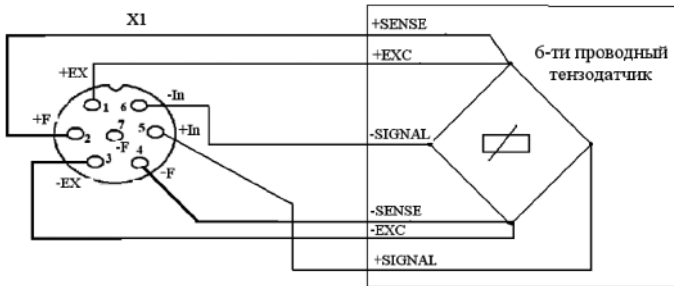 X1
+SENSE
6-ти проводный
тензодатчик
+EXC
+EX
-In
1
6
+F
2
7
5
+In
-F
-SIGNAL
3
4
-EX
-F
-SENSE
-EXC
+SIGNAL